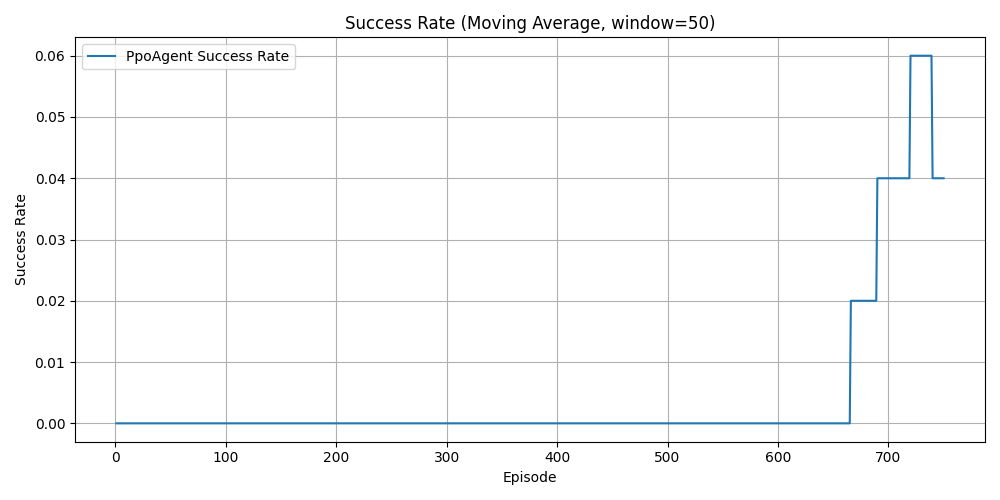 Success Rate (Moving Average, window=50)
PpoAgent Success Rate
0.06
0.05
0.04
0.03
0.02
0.01
0.00
Success Rate
0 100 200 300 400 500 600 700
Episode